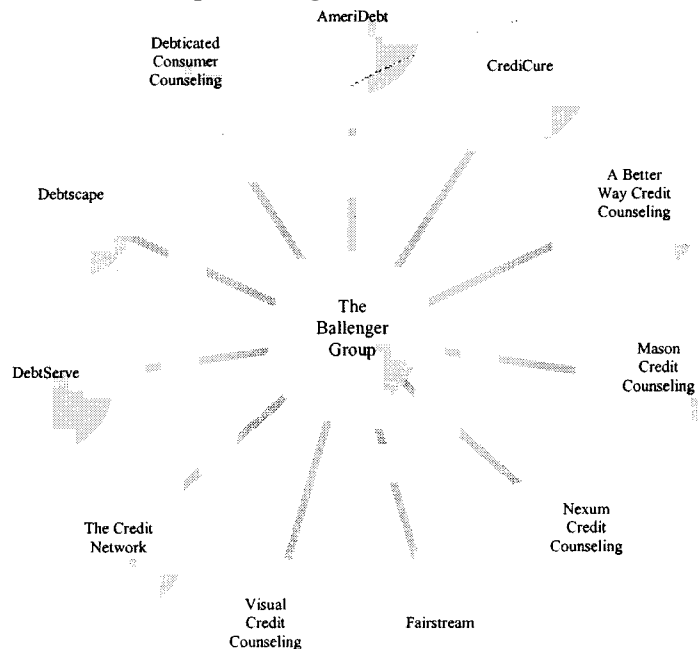 AmeriDebt
Debticated
Consumer
Counseling
CrediCure
A Better
Way Credit
Counseling
Debtscape
The
Ballenger
Group
Mason
Credit
Counseling
DebtServe
Nexum
Credit
Counseling
The Credit
Network
Visual
Credit
Counseling
Fairstream